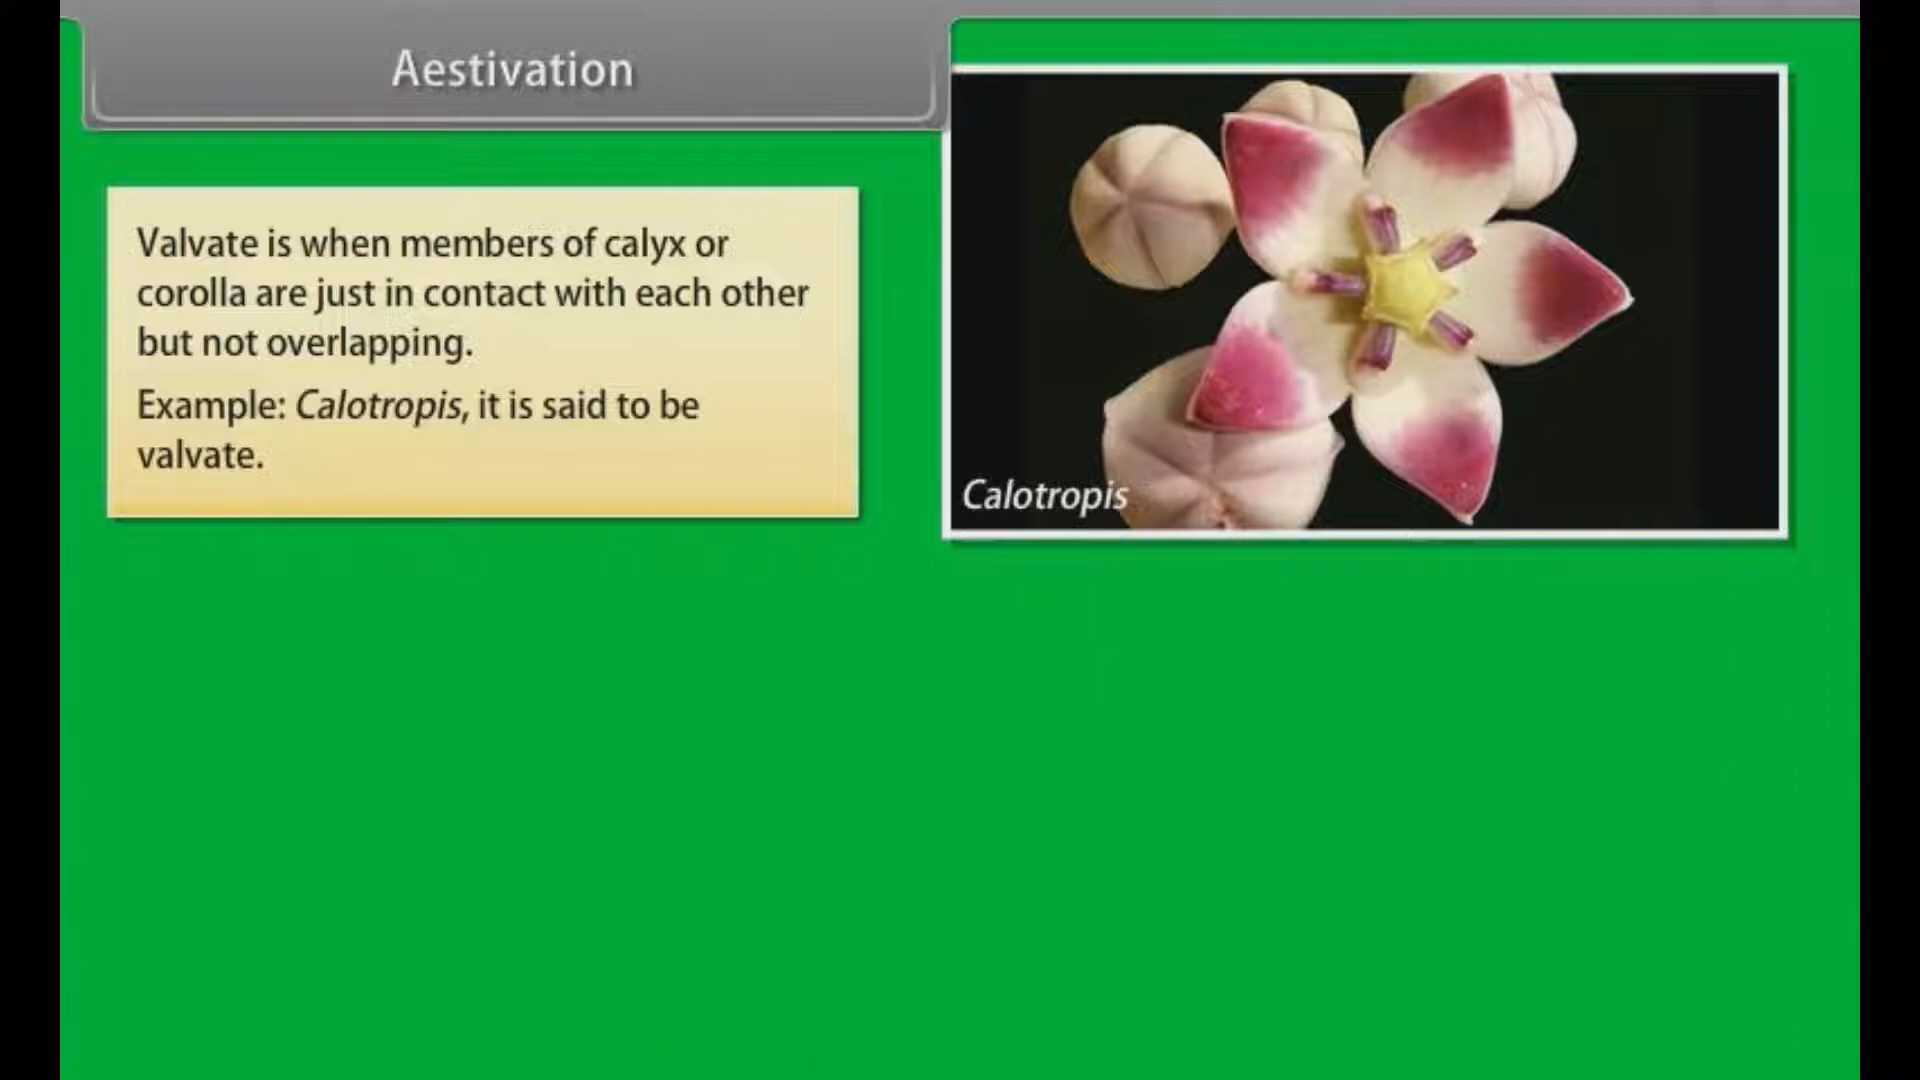 Aestivation
Valvate is when members of calyx or
corolla are just in contact with each other
but not overlapping.
Example: Calotropis, it is said to be
valvate.
Calotropis